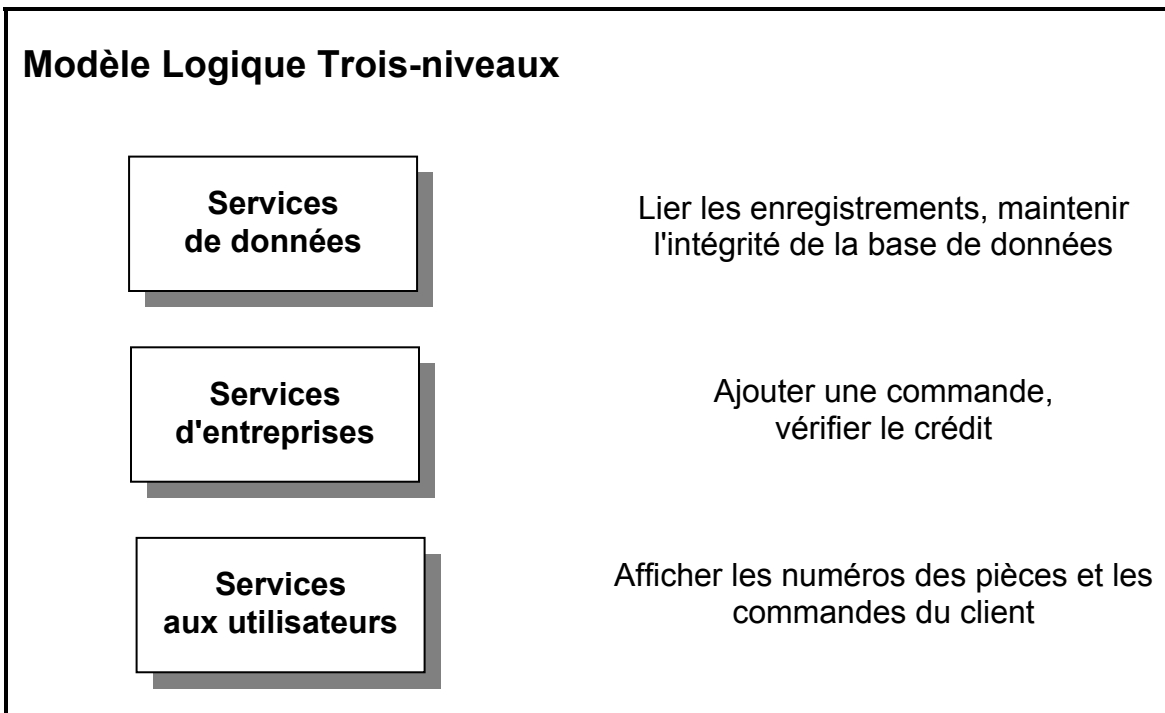 Modèle Logique Trois-niveaux
Services
de données
Lier les enregistrements, maintenir
l'intégrité de la base de données
Services
d'entreprises
Ajouter une commande,
vérifier le crédit
Services
aux utilisateurs
Afficher les numéros des pièces et les
commandes du client